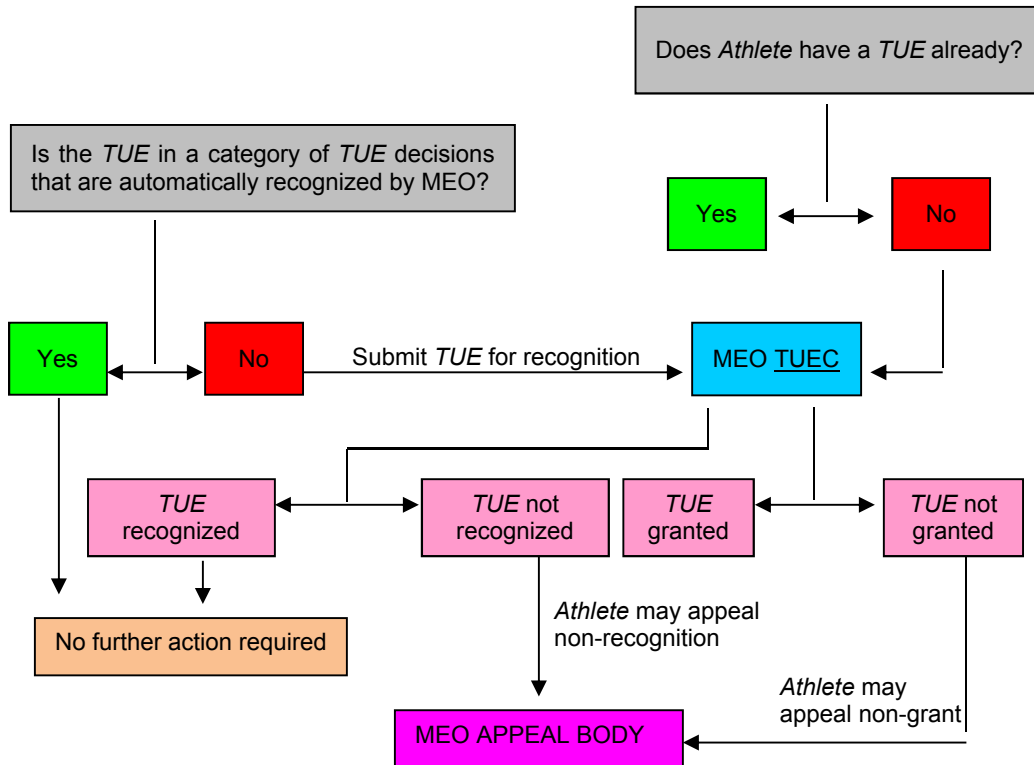 Does Athlete have a TUE already?
Is the TUE in a category of TUE decisions
that are automatically recognized by MEO?
Yes
No
Yes
No
Submit TUE for recognition
MEO TUEC
TUE
recognized
TUE not
recognized
TUE
granted
TUE not
granted
Athlete may appeal
non-recognition
No further action required
Athlete may
appeal non-grant
MEO APPEAL BODY